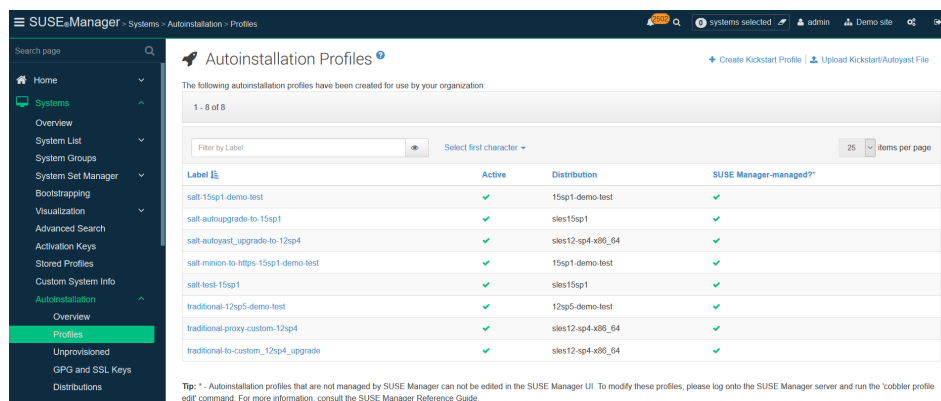 SUSE®Manager > Systems > Autoinstallation > Profiles
2502
0 systems selected
admin
Demo site
Search page
Home
Systems
Overview
System List
System Groups
System Set Manager
Bootstrapping
Visualization
Advanced Search
Activation Keys
Stored Profiles
Custom System Info
Autoinstallation
Overview
Profiles
Unprovisioned
GPG and SSL Keys
Distributions
Autoinstallation Profiles ?
+ Create Kickstart Profile | Upload Kickstart/Autoyast File
The following autoinstallation profiles have been created for use by your organization:
1 - 8 of 8
Filter by Label:
Select first character
25 items per page
Label Active Distribution SUSE Manager-managed?*
salt-15sp1-demo-test 15sp1-demo-test
salt-autoupgrade-to-15sp1 sles15sp1
salt-autoyast_upgrade-to-12sp4 sles12-sp4-x86_64
salt-minion-to-https-15sp1-demo-test 15sp1-demo-test
salt-test-15sp1 sles15sp1
traditional-12sp5-demo-test 12sp5-demo-test
traditional-proxy-custom-12sp4 sles12-sp4-x86_64
traditional-to-custom_12sp4_upgrade sles12-sp4-x86_64
Tip: * - Autoinstallation profiles that are not managed by SUSE Manager can not be edited in the SUSE Manager UI. To modify these profiles, please log onto the SUSE Manager server and run the 'cobbler profile
edit' command. For more information, consult the SUSE Manager Reference Guide.